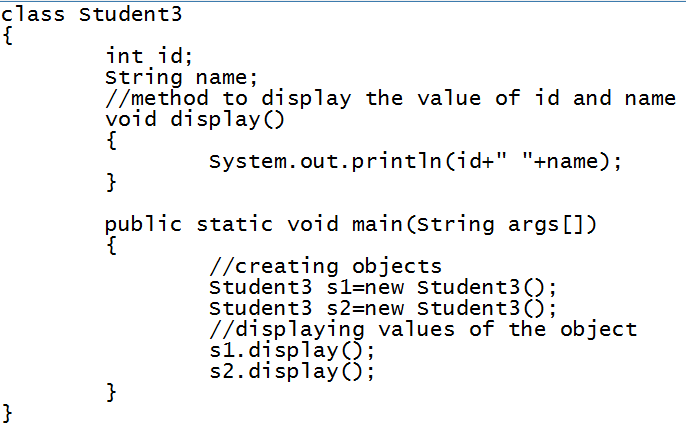 class Student3
{
int id;
String name;
//method to display the value of id and name
void display()
{
System.out.println(id+" "+name);
}
public static void main(String args[])
{
//creating objects
Student3 s1=new Student3();
Student3 s2=new Student3();
//displaying values of the object
s1.display();
s2.display();
}
}